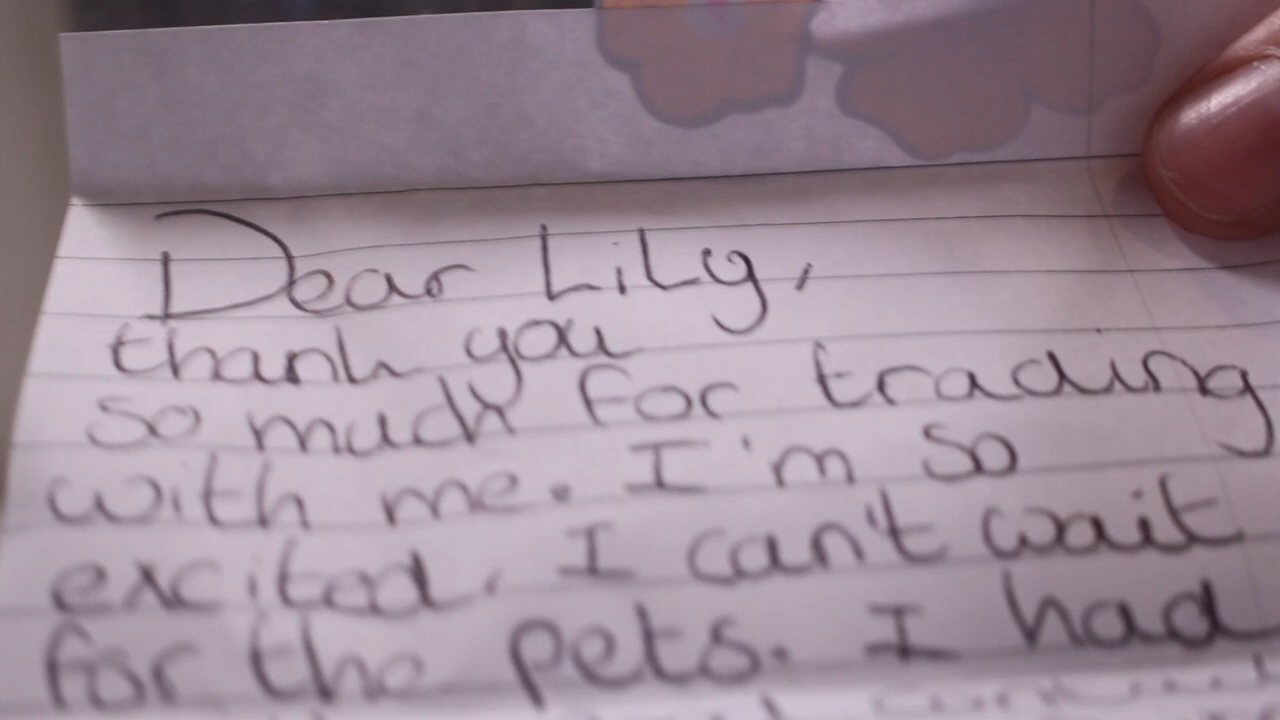 Dear LiLy,
thank you
so much for trading
with me. I'm so
excited. I can't wait
for the pets. I had